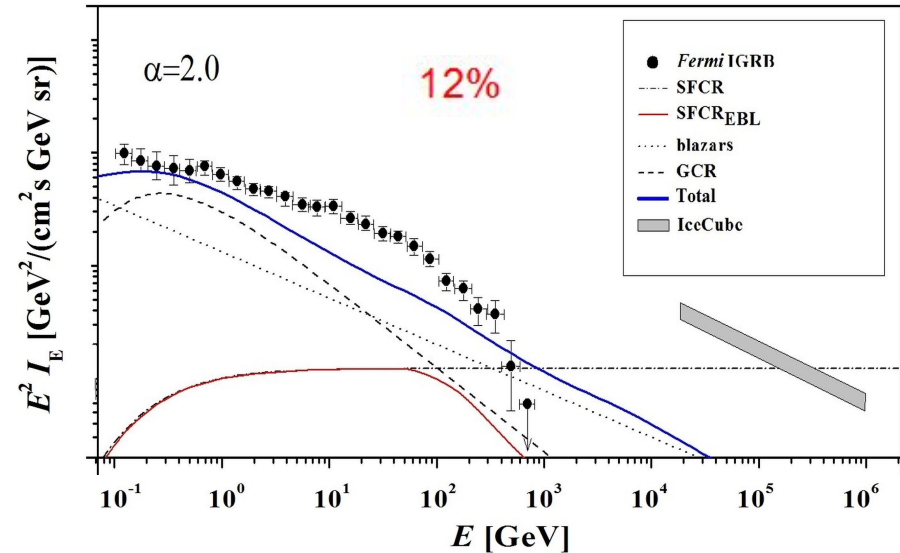 α=2.0
12%
Fermi IGRB
SFCR
SFCR_EBL
blazars
GCR
Total
IceCube
E² I_E [GeV²/(cm²s GeV sr)]
10⁻¹ 10⁰ 10¹ 10² 10³ 10⁴ 10⁵ 10⁶
E [GeV]